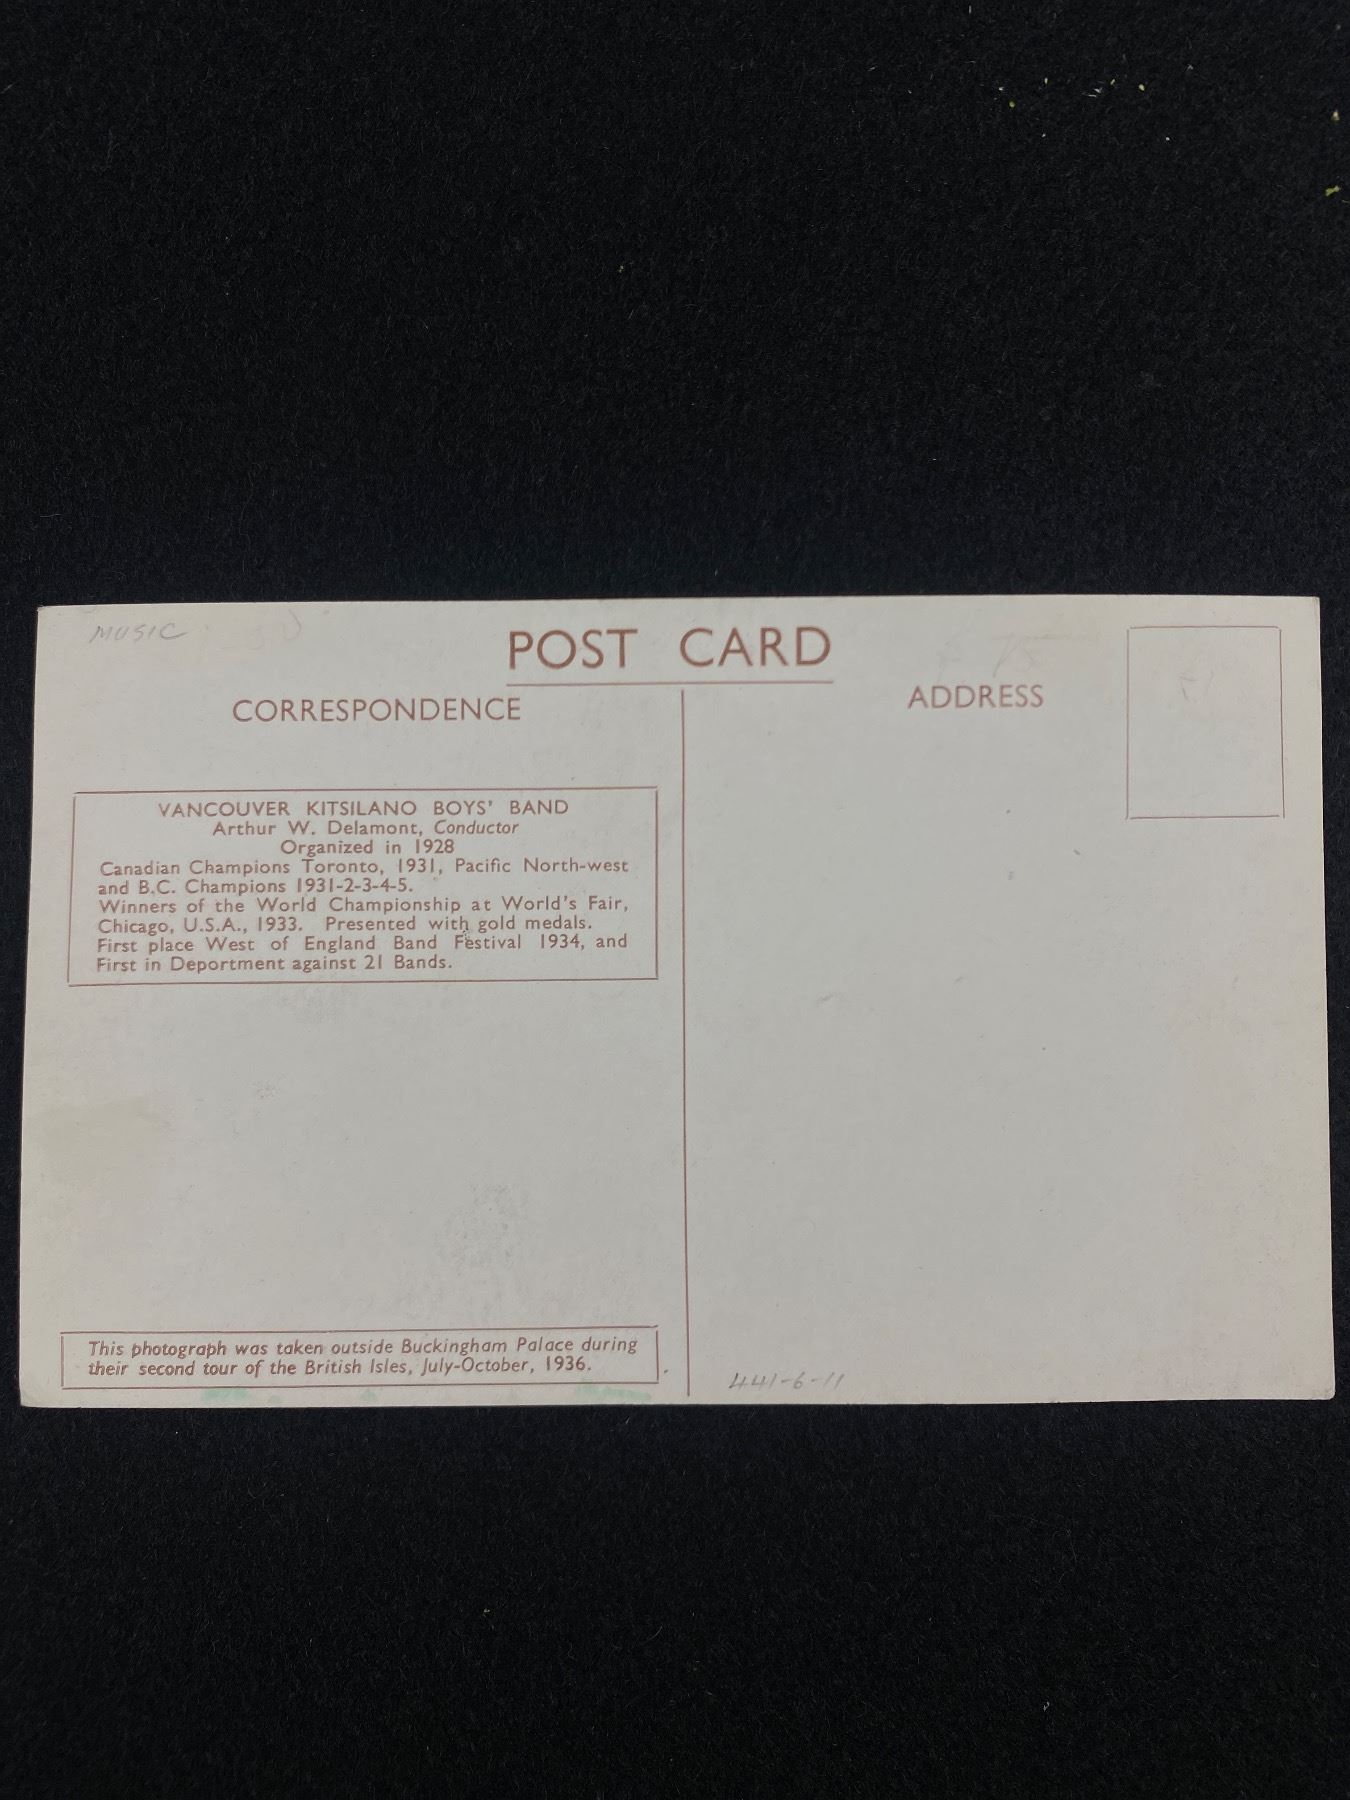 MUSIC
POST CARD
CORRESPONDENCE
ADDRESS
VANCOUVER KITSILANO BOYS' BAND
Arthur W. Delamont, Conductor
Organized in 1928
Canadian Champions Toronto, 1931, Pacific North-west
and B.C. Champions 1931-2-3-4-5.
Winners of the World Championship at World's Fair,
Chicago, U.S.A., 1933. Presented with gold medals.
First place West of England Band Festival 1934, and
First in Deportment against 21 Bands.
This photograph was taken outside Buckingham Palace during
their second tour of the British Isles, July-October, 1936.
441-6-11